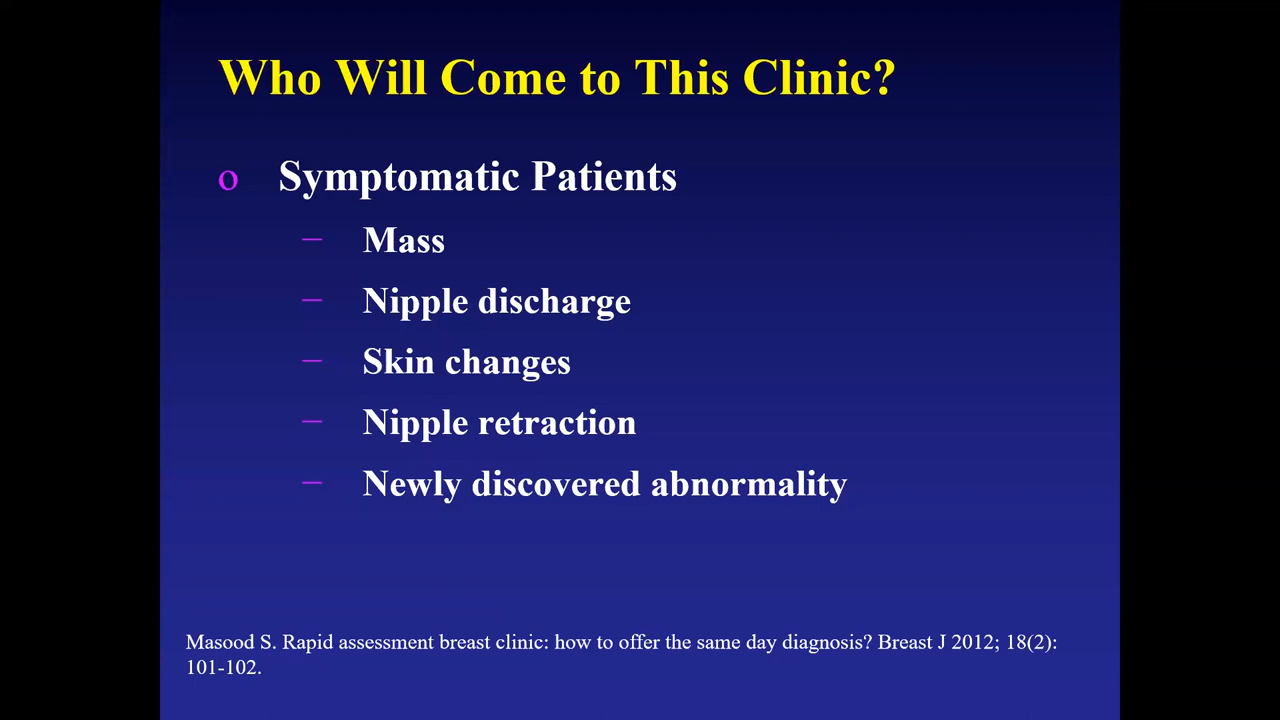 Who Will Come to This Clinic?
o Symptomatic Patients
– Mass
– Nipple discharge
– Skin changes
– Nipple retraction
– Newly discovered abnormality
Masood S. Rapid assessment breast clinic: how to offer the same day diagnosis? Breast J 2012; 18(2):
101-102.